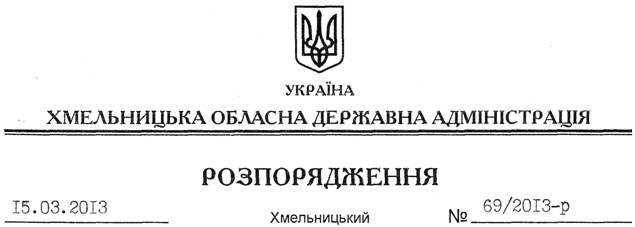 УКРАЇНА
ХМЕЛЬНИЦЬКА ОБЛАСНА ДЕРЖАВНА АДМІНІСТРАЦІЯ
РОЗПОРЯДЖЕННЯ
15.03.2013 Хмельницький № 69/2013-р